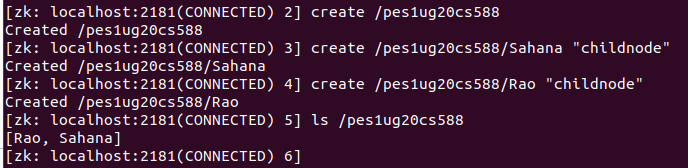 [zk: localhost:2181(CONNECTED) 2] create /pes1ug20cs588
Created /pes1ug20cs588
[zk: localhost:2181(CONNECTED) 3] create /pes1ug20cs588/Sahana "childnode"
Created /pes1ug20cs588/Sahana
[zk: localhost:2181(CONNECTED) 4] create /pes1ug20cs588/Rao "childnode"
Created /pes1ug20cs588/Rao
[zk: localhost:2181(CONNECTED) 5] ls /pes1ug20cs588
[Rao, Sahana]
[zk: localhost:2181(CONNECTED) 6]